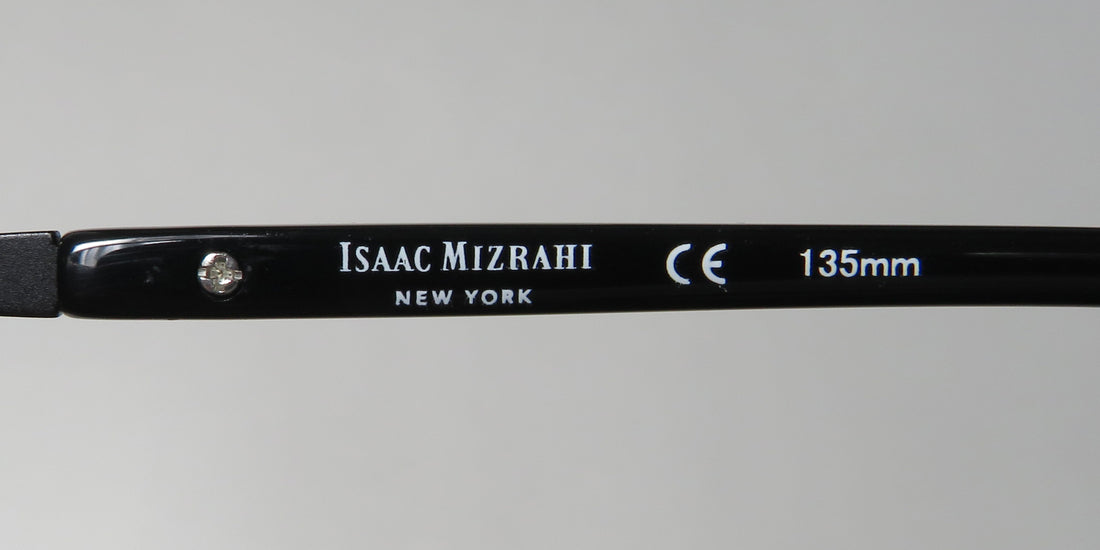 ISAAC MIZRAHI CE 135mm
NEW YORK